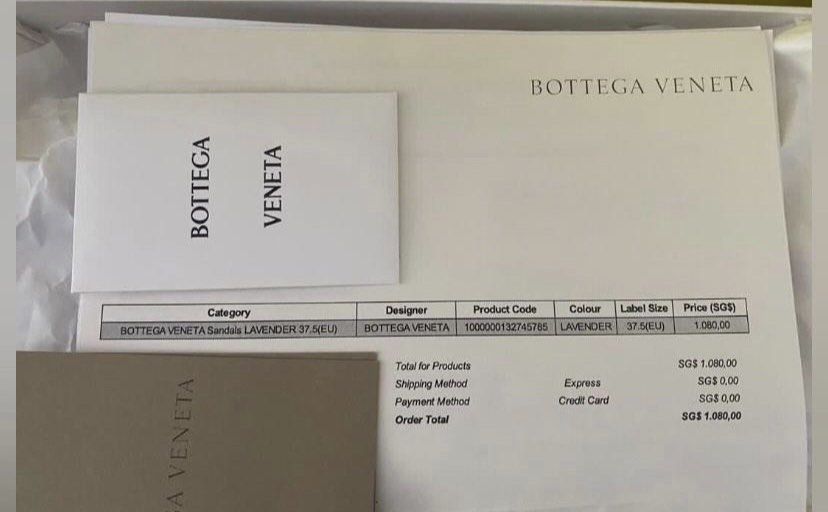 BOTTEGA VENETA
BOTTEGA
VENETA
Category Designer Product Code Colour Label Size Price (SG$)
BOTTEGA VENETA Sandals LAVENDER 37.5(EU) BOTTEGA VENETA 1000000132745785 LAVENDER 37.5(EU) 1.080,00
Total for Products SG$ 1.080,00
Shipping Method Express SG$ 0,00
Payment Method Credit Card SG$ 0,00
Order Total SG$ 1.080,00
A VENETA